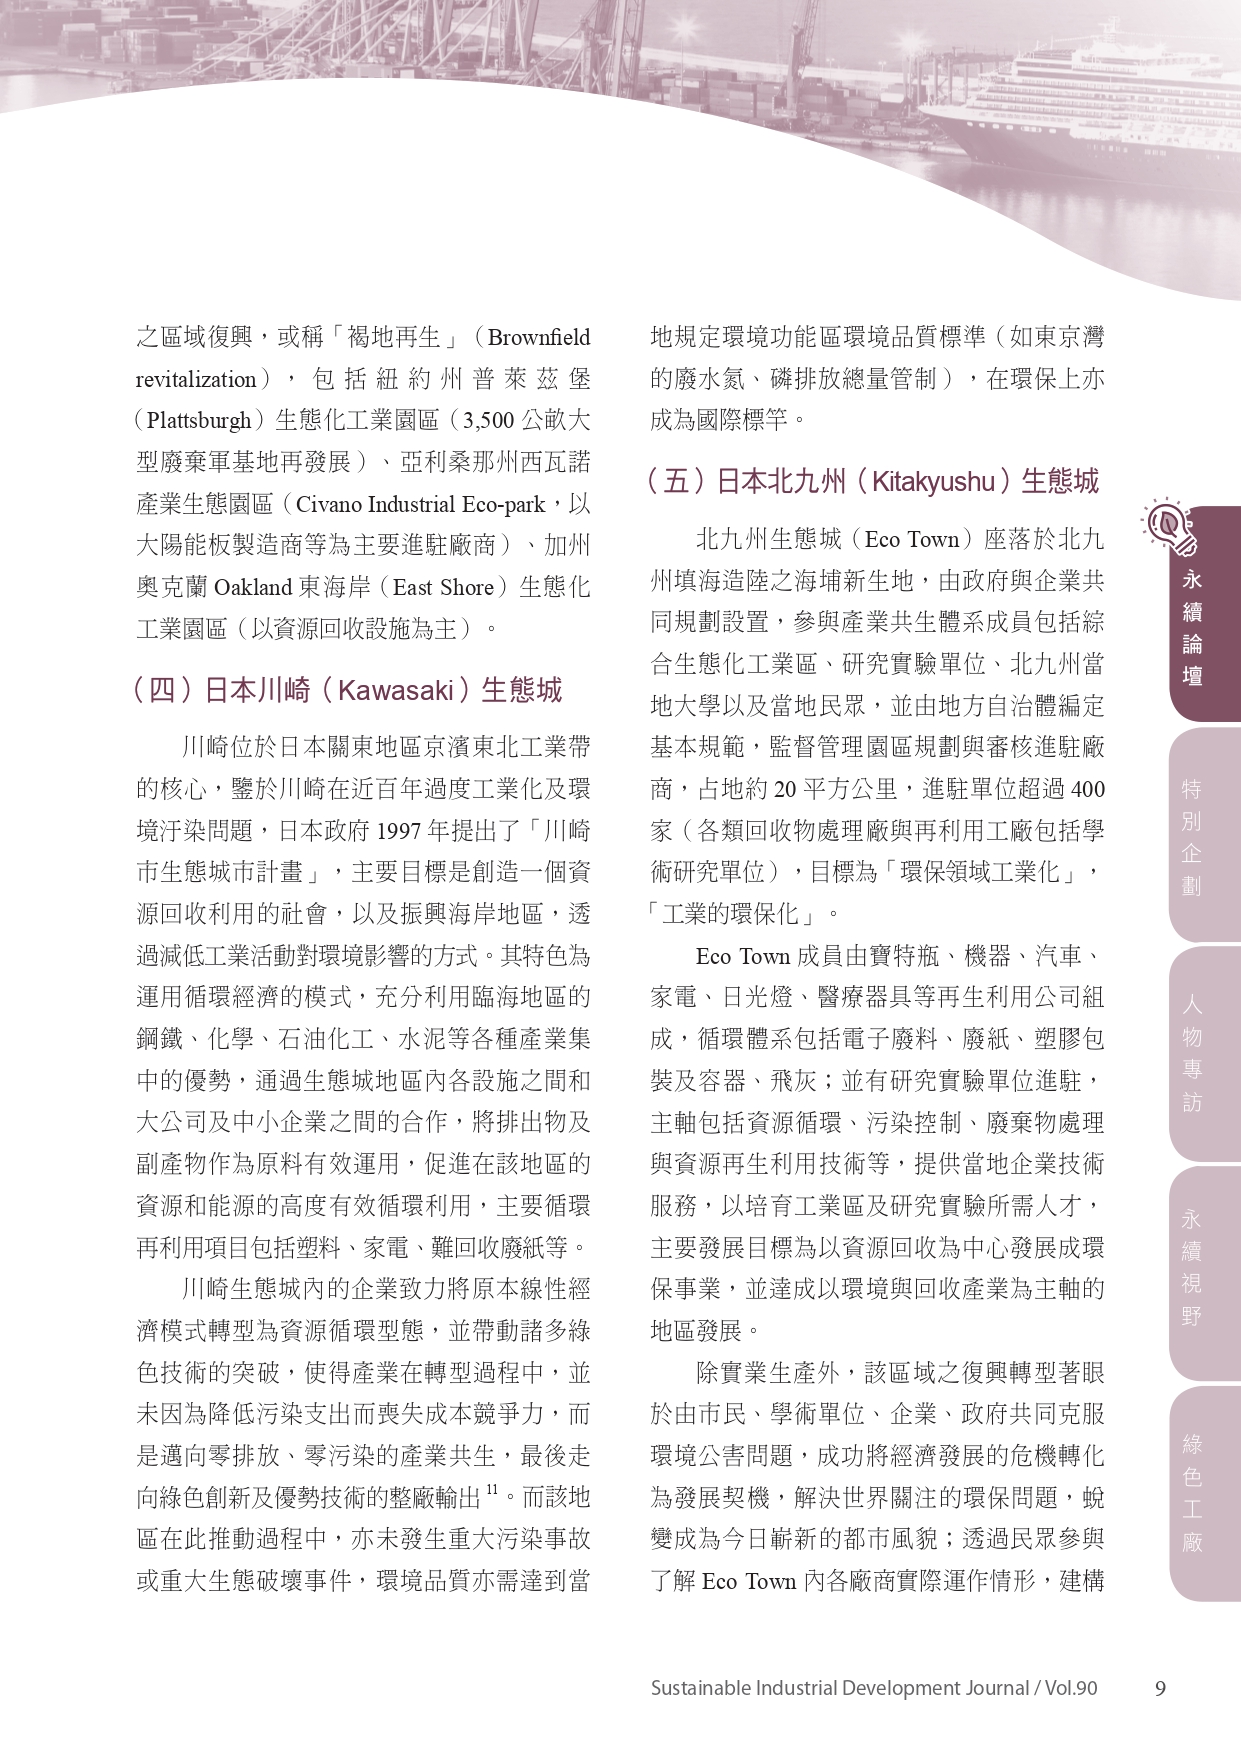 之區域復興，或稱「褐地再生」（Brownfield
revitalization），包括紐約州普萊茲堡
（Plattsburgh）生態化工業園區（3,500 公畝大
型廢棄軍基地再發展）、亞利桑那州西瓦諾
產業生態園區（Civano Industrial Eco-park，以
大陽能板製造商等為主要進駐廠商）、加州
奧克蘭 Oakland 東海岸（East Shore）生態化
工業園區（以資源回收設施為主）。
（四）日本川崎（Kawasaki）生態城
川崎位於日本關東地區京濱東北工業帶
的核心，鑒於川崎在近百年過度工業化及環
境汙染問題，日本政府 1997 年提出了「川崎
市生態城市計畫」，主要目標是創造一個資
源回收利用的社會，以及振興海岸地區，透
過減低工業活動對環境影響的方式。其特色為
運用循環經濟的模式，充分利用臨海地區的
鋼鐵、化學、石油化工、水泥等各種產業集
中的優勢，通過生態城地區內各設施之間和
大公司及中小企業之間的合作，將排出物及
副產物作為原料有效運用，促進在該地區的
資源和能源的高度有效循環利用，主要循環
再利用項目包括塑料、家電、難回收廢紙等。
川崎生態城內的企業致力將原本線性經
濟模式轉型為資源循環型態，並帶動諸多綠
色技術的突破，使得產業在轉型過程中，並
未因為降低污染支出而喪失成本競爭力，而
是邁向零排放、零污染的產業共生，最後走
向綠色創新及優勢技術的整廠輸出 11。而該地
區在此推動過程中，亦未發生重大污染事故
或重大生態破壞事件，環境品質亦需達到當
地規定環境功能區環境品質標準（如東京灣
的廢水氮、磷排放總量管制），在環保上亦
成為國際標竿。
（五）日本北九州（Kitakyushu）生態城
北九州生態城（Eco Town）座落於北九
州填海造陸之海埔新生地，由政府與企業共
同規劃設置，參與產業共生體系成員包括綜
合生態化工業區、研究實驗單位、北九州當
地大學以及當地民眾，並由地方自治體編定
基本規範，監督管理園區規劃與審核進駐廠
商，占地約 20 平方公里，進駐單位超過 400
家（各類回收物處理廠與再利用工廠包括學
術研究單位），目標為「環保領域工業化」，
「工業的環保化」。
Eco Town 成員由寶特瓶、機器、汽車、
家電、日光燈、醫療器具等再生利用公司組
成，循環體系包括電子廢料、廢紙、塑膠包
裝及容器、飛灰；並有研究實驗單位進駐，
主軸包括資源循環、污染控制、廢棄物處理
與資源再生利用技術等，提供當地企業技術
服務，以培育工業區及研究實驗所需人才，
主要發展目標為以資源回收為中心發展成環
保事業，並達成以環境與回收產業為主軸的
地區發展。
除實業生產外，該區域之復興轉型著眼
於由市民、學術單位、企業、政府共同克服
環境公害問題，成功將經濟發展的危機轉化
為發展契機，解決世界關注的環保問題，蛻
變成為今日嶄新的都市風貌；透過民眾參與
了解 Eco Town 內各廠商實際運作情形，建構
永續論壇
特別企劃
人物專訪
永續視野
綠色工廠
Sustainable Industrial Development Journal / Vol.90 9